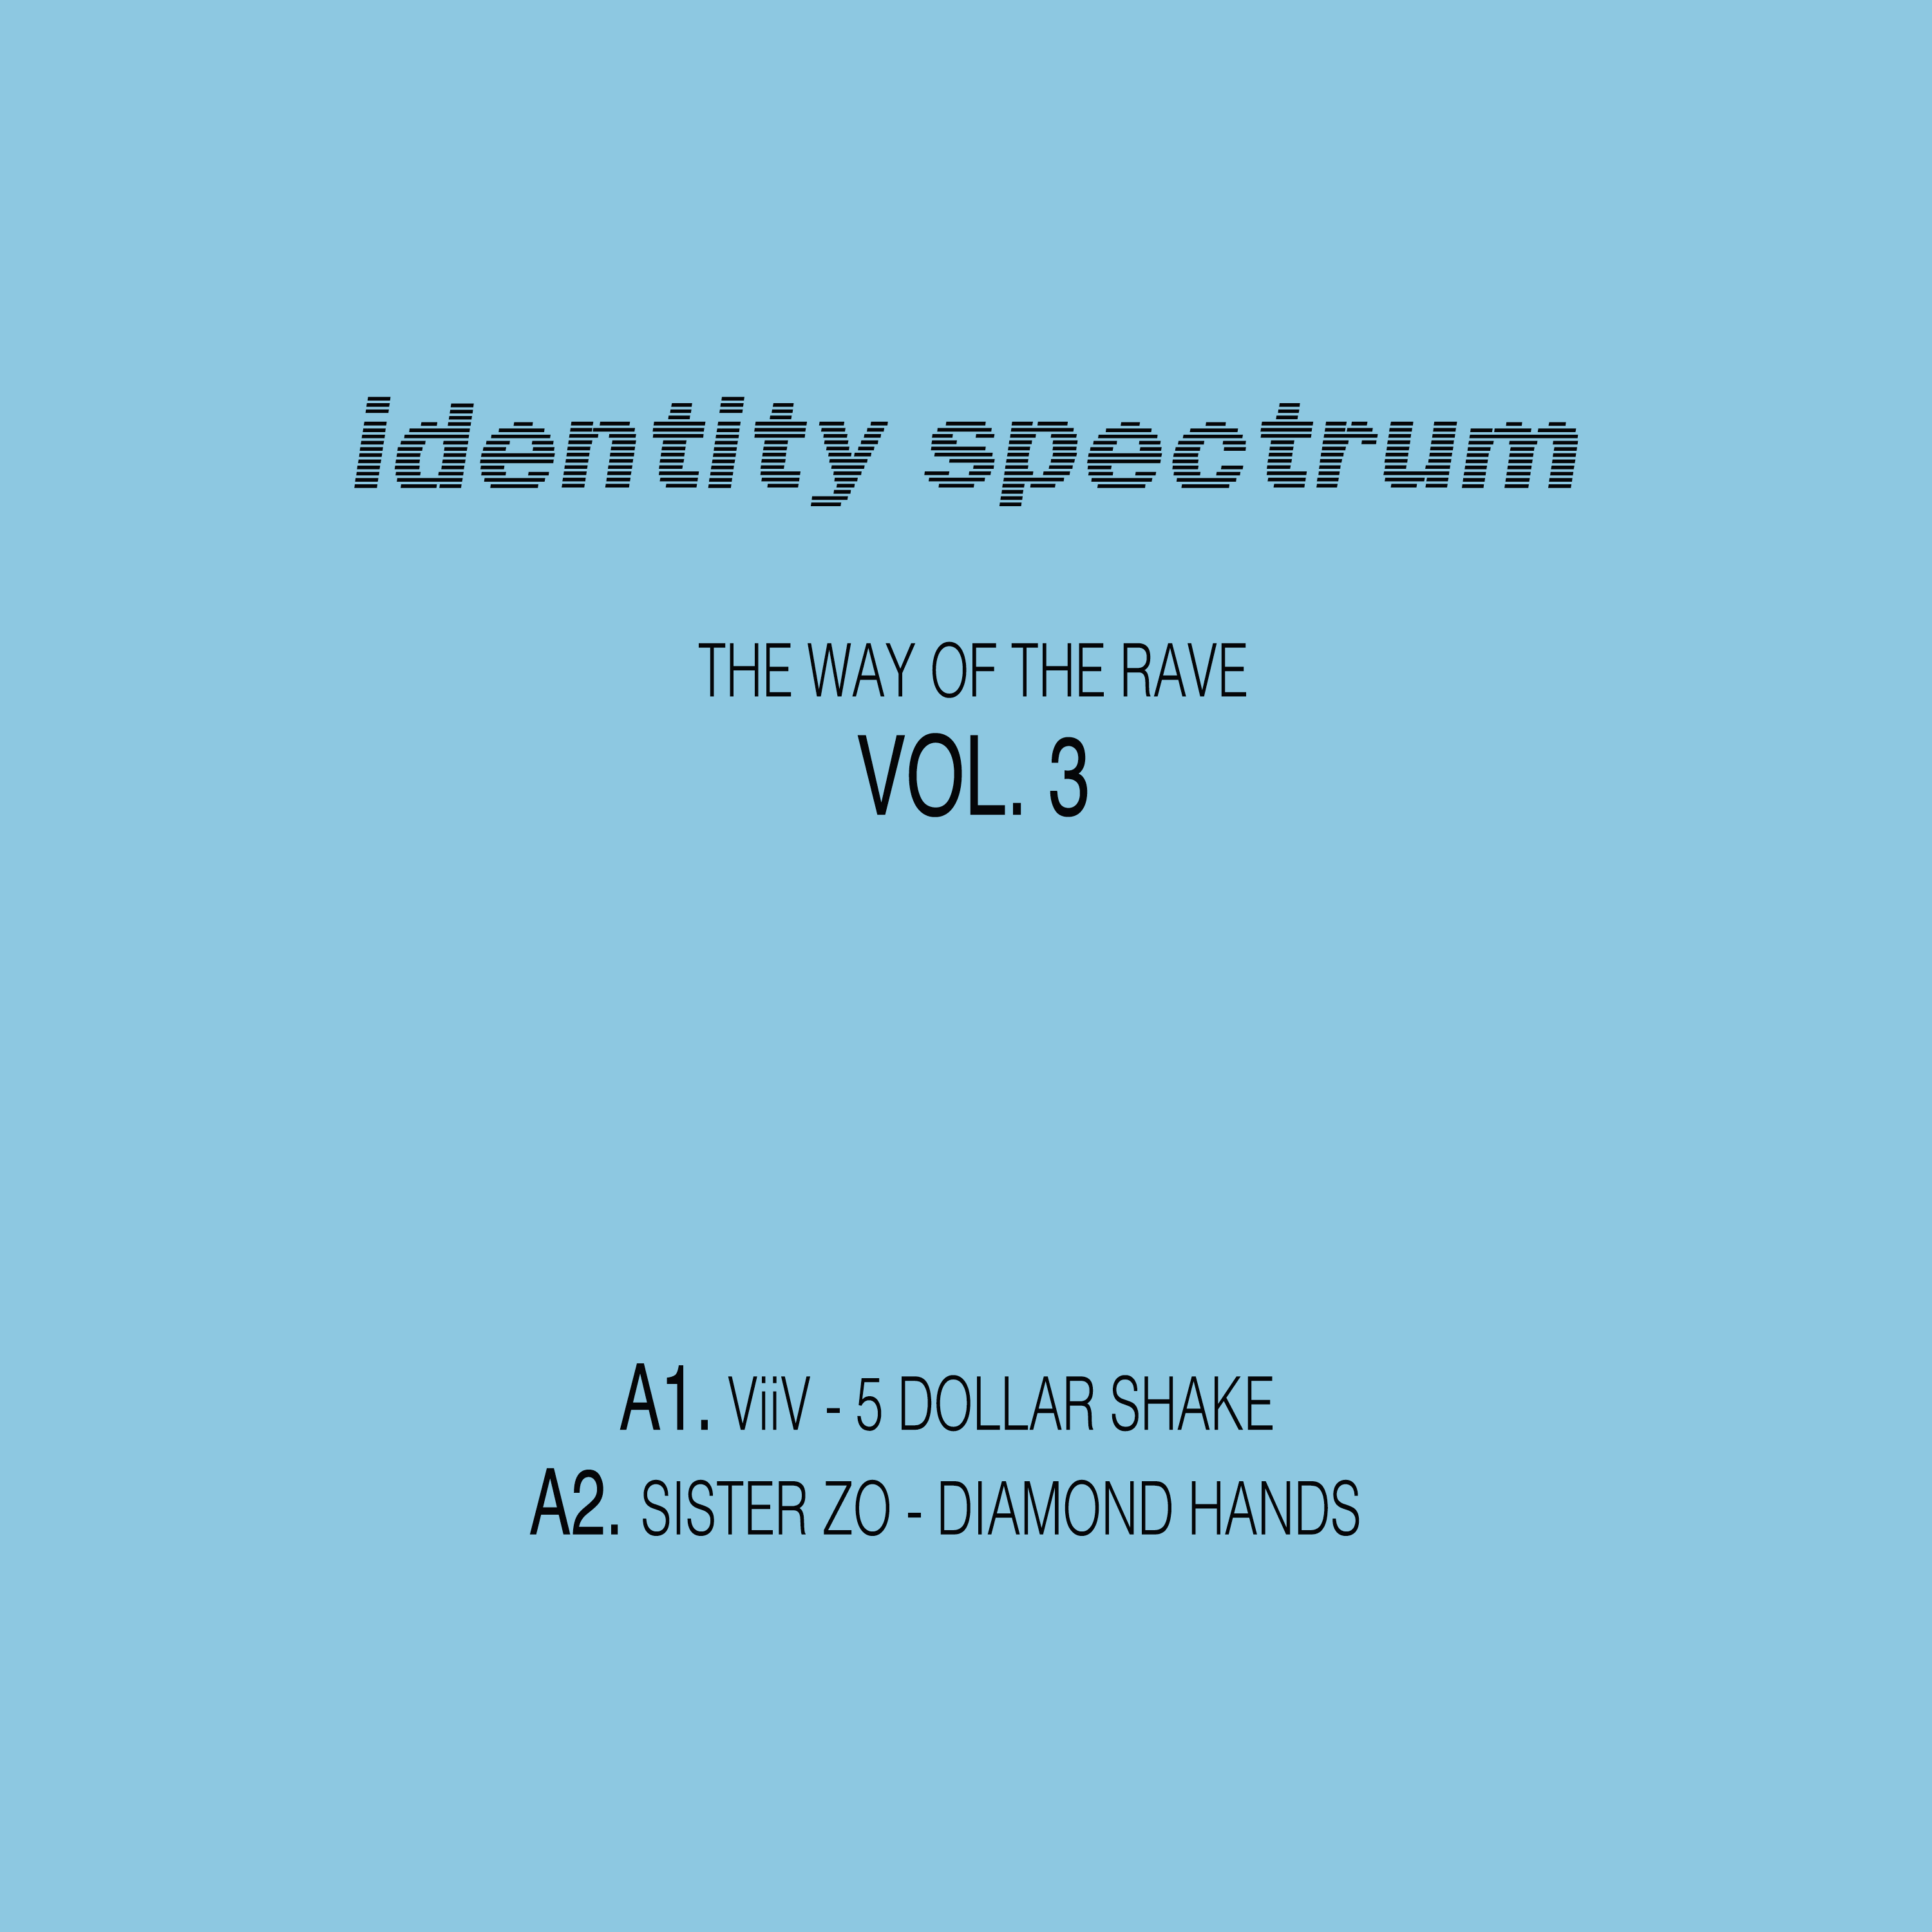 identity spectrum
THE WAY OF THE RAVE
VOL. 3
A1. ViiV - 5 DOLLAR SHAKE
A2. SISTER ZO - DIAMOND HANDS